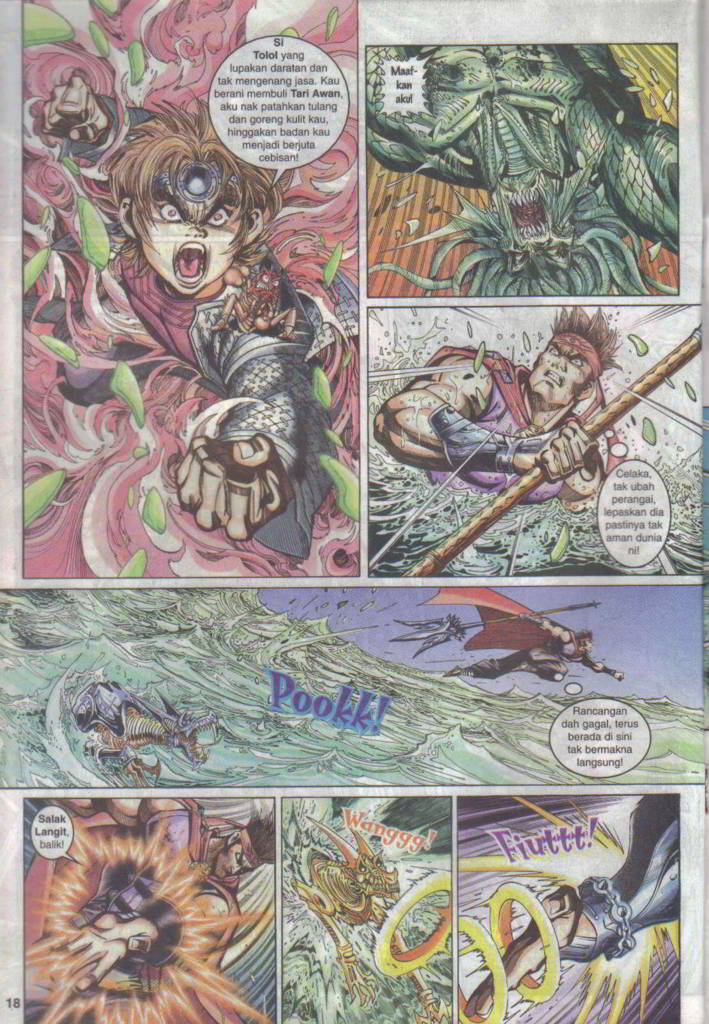 Si
Tolol yang
lupakan daratan dan
tak mengenang jasa. Kau
berani membuli Tari Awan,
aku nak patahkan tulang
dan goreng kulit kau,
hinggakan badan kau
menjadi berjuta
cebisan!
Maaf-
kan
aku!
Celaka,
tak ubah
perangai,
lepaskan dia
pastinya tak
aman dunia
ni!
Pookk!
Rancangan
dah gagal, terus
berada di sini
tak bermakna
langsung!
Salak
Langit,
balik!
Wanggg!
Fiuttt!
18